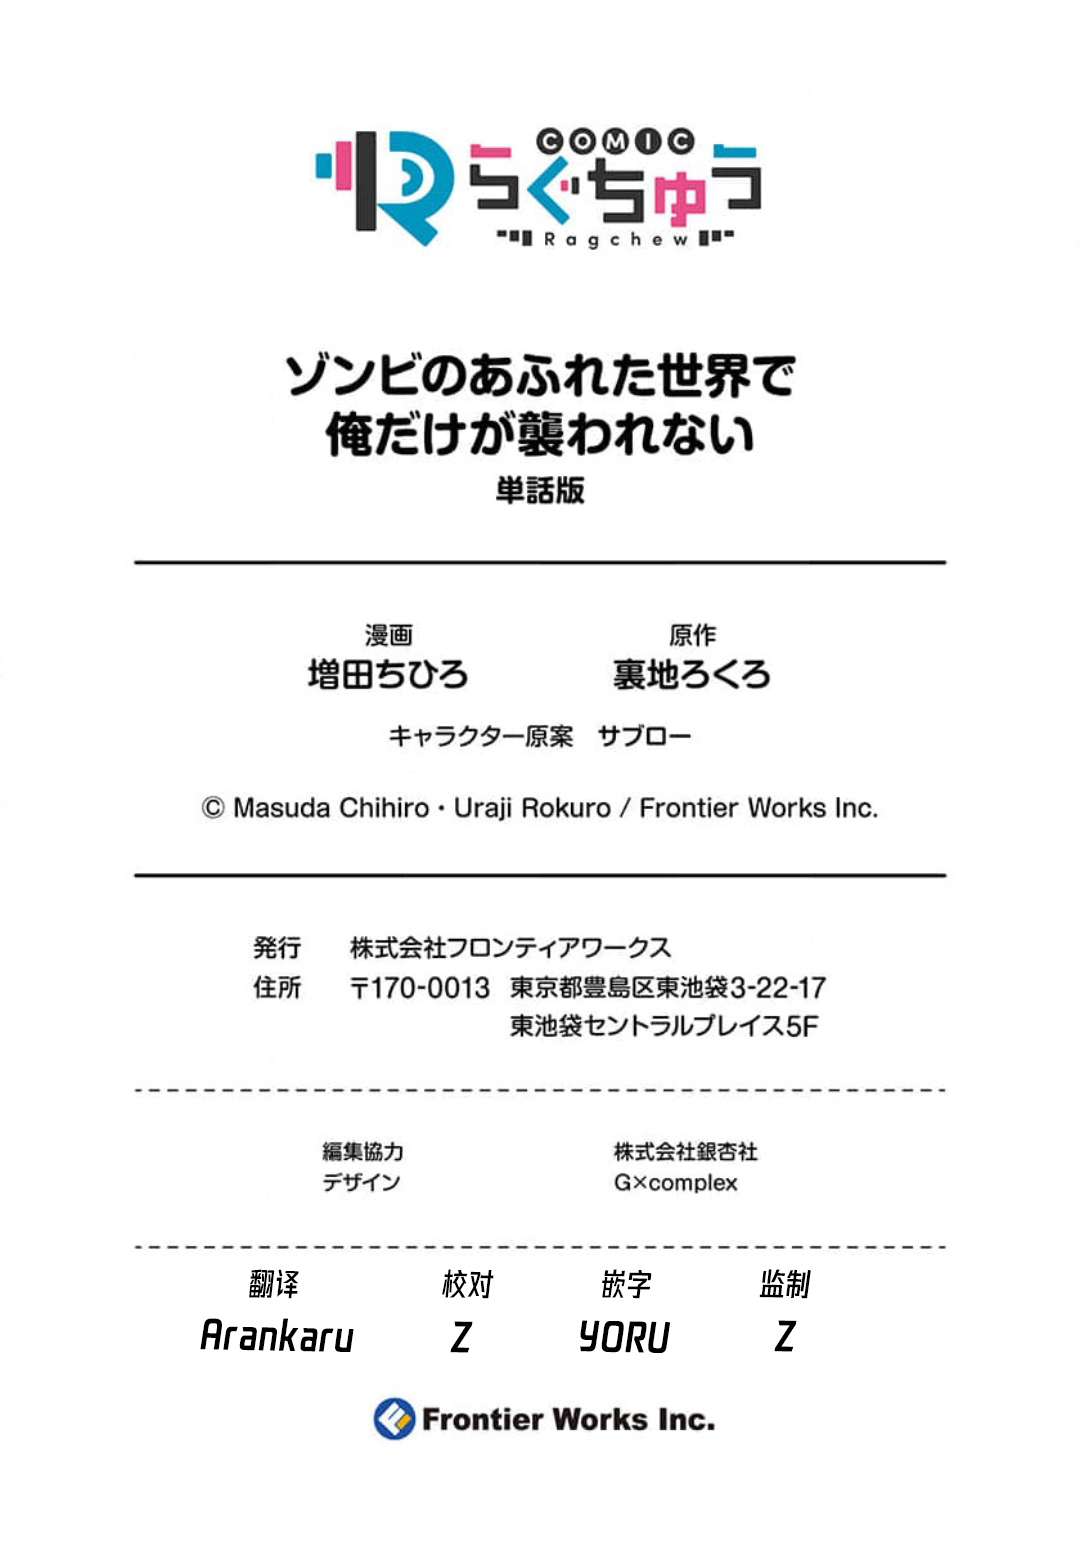 COMIC
らぐちゅう
Ragchew
ゾンビのあふれた世界で
俺だけが襲われない
単話版
漫画 原作
増田ちひろ 裏地ろくろ
キャラクター原案 サブロー
© Masuda Chihiro・Uraji Rokuro / Frontier Works Inc.
発行 株式会社フロンティアワークス
住所 〒170-0013 東京都豊島区東池袋3-22-17
東池袋セントラルプレイス5F
編集協力 株式会社銀杏社
デザイン G×complex
翻译 校对 嵌字 监制
Arankaru Z YORU Z
Frontier Works Inc.